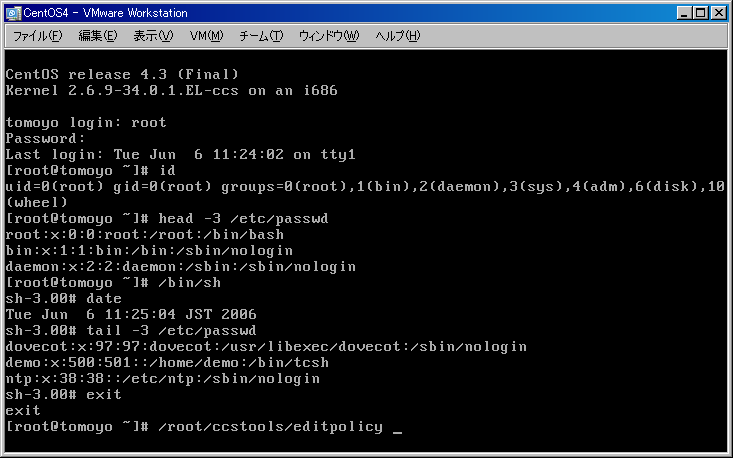 CentOS4 - VMware Workstation
ファイル(F) 編集(E) 表示(V) VM(M) チーム(T) ウィンドウ(W) ヘルプ(H)
CentOS release 4.3 (Final)
Kernel 2.6.9-34.0.1.EL-ccs on an i686
tomoyo login: root
Password:
Last login: Tue Jun  6 11:24:02 on tty1
[root@tomoyo ~]# id
uid=0(root) gid=0(root) groups=0(root),1(bin),2(daemon),3(sys),4(adm),6(disk),10
(wheel)
[root@tomoyo ~]# head -3 /etc/passwd
root:x:0:0:root:/root:/bin/bash
bin:x:1:1:bin:/bin:/sbin/nologin
daemon:x:2:2:daemon:/sbin:/sbin/nologin
[root@tomoyo ~]# /bin/sh
sh-3.00# date
Tue Jun  6 11:25:04 JST 2006
sh-3.00# tail -3 /etc/passwd
dovecot:x:97:97:dovecot:/usr/libexec/dovecot:/sbin/nologin
demo:x:500:501::/home/demo:/bin/tcsh
ntp:x:38:38::/etc/ntp:/sbin/nologin
sh-3.00# exit
exit
[root@tomoyo ~]# /root/ccstools/editpolicy _